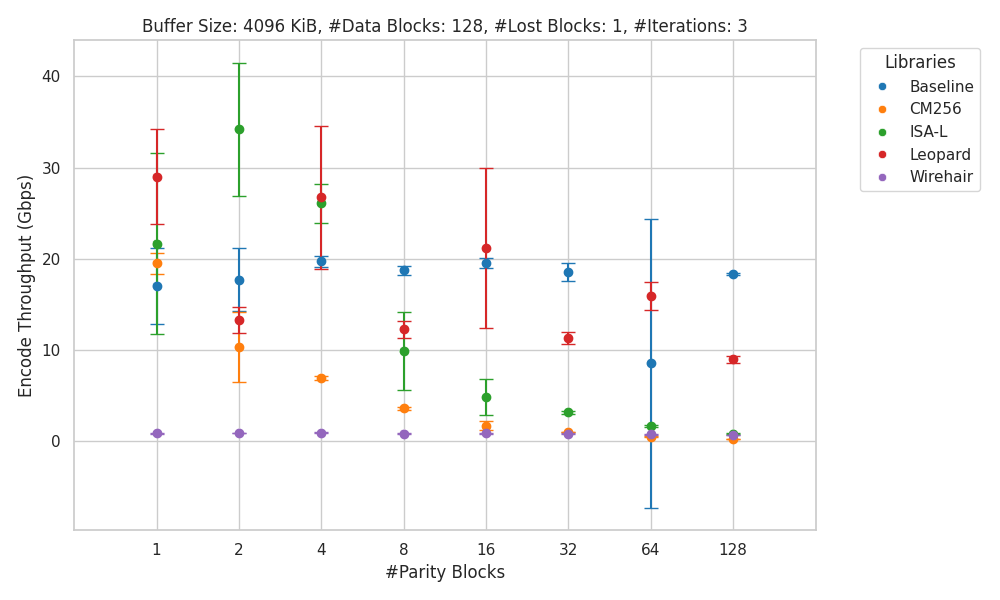 Buffer Size: 4096 KiB, #Data Blocks: 128, #Lost Blocks: 1, #Iterations: 3
Libraries
Baseline
CM256
ISA-L
Leopard
Wirehair
Encode Throughput (Gbps)
40
30
20
10
0
1 2 4 8 16 32 64 128
#Parity Blocks